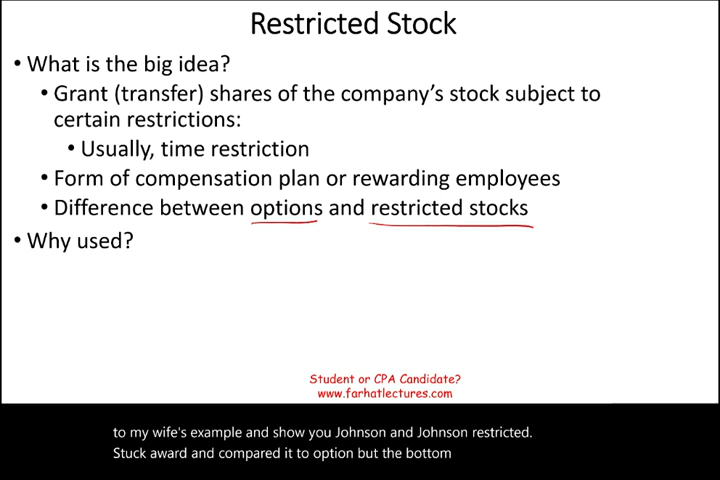 Restricted Stock
• What is the big idea?
• Grant (transfer) shares of the company's stock subject to
certain restrictions:
• Usually, time restriction
• Form of compensation plan or rewarding employees
• Difference between options and restricted stocks
• Why used?
Student or CPA Candidate?
www.farhatlectures.com
to my wife's example and show you Johnson and Johnson restricted.
Stuck award and compared it to option but the bottom